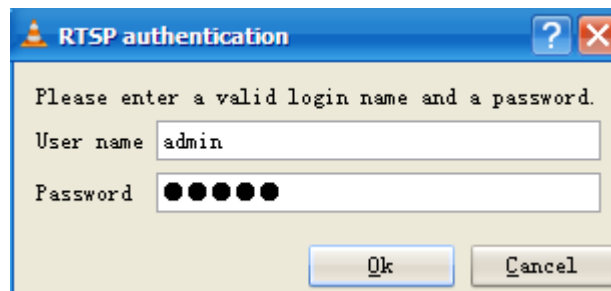 RTSP authentication
Please enter a valid login name and a password.
User name admin
Password ●●●●●
Ok Cancel